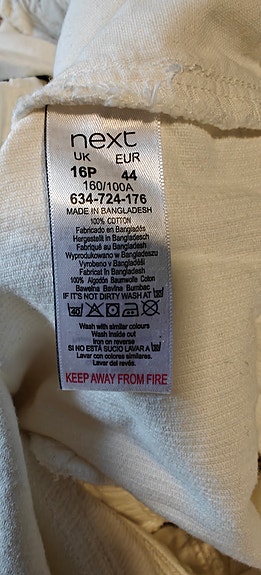 next
UK EUR
16P 44
160/100A
634-724-176
MADE IN BANGLADESH
100% COTTON
Fabricado en Bangladés
Hergestellt in Bangladesch
Fabriqué au Bangladesh
Wyprodukowano w Bangladeszu
Vyrobeno v Bangladéši
Fabricat în Bangladesh
100% Algodón Baumwolle Coton
Bawełna Bavlna Bumbac
IF IT'S NOT DIRTY WASH AT 30
40
Wash with similar colours
Wash inside out
Iron on reverse
SI NO ESTÁ SUCIO LAVAR A 30
Lavar con colores similares.
Lavar del revés.
KEEP AWAY FROM FIRE